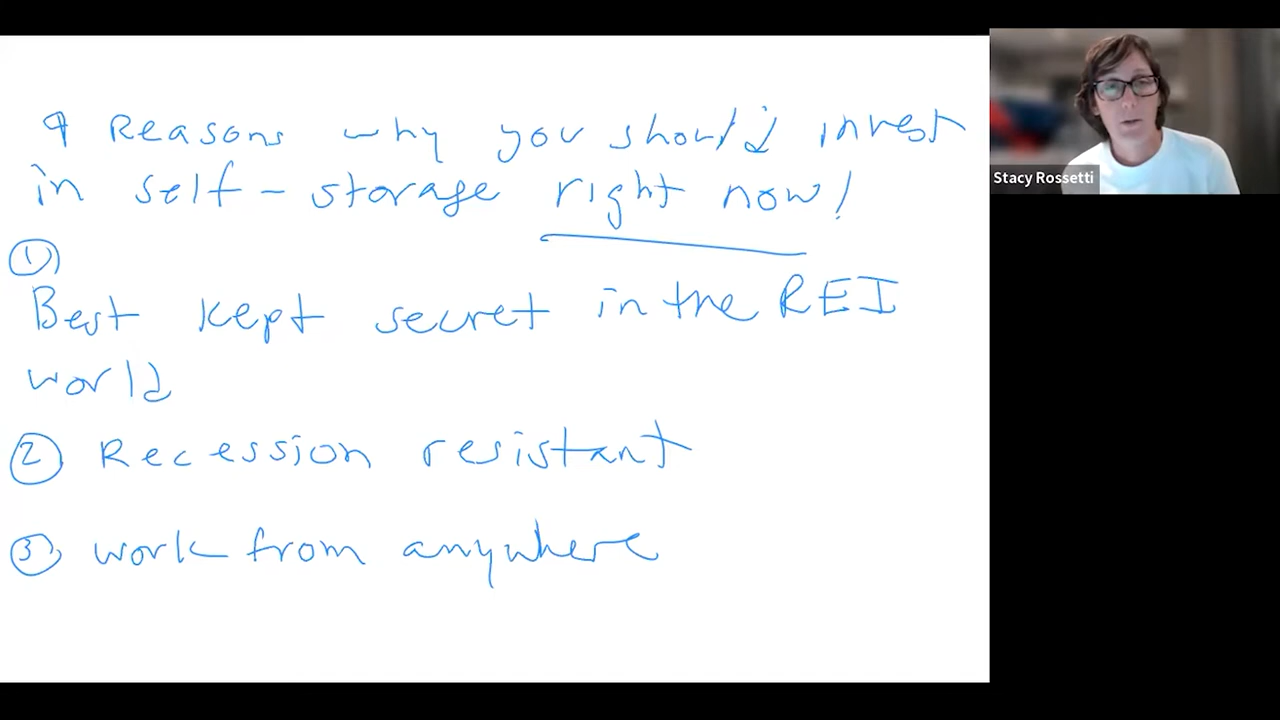 9 Reasons why you should invest
in self-storage right now!
①
Best kept secret in the REI
world
② Recession resistant
③ work from anywhere
Stacy Rossetti